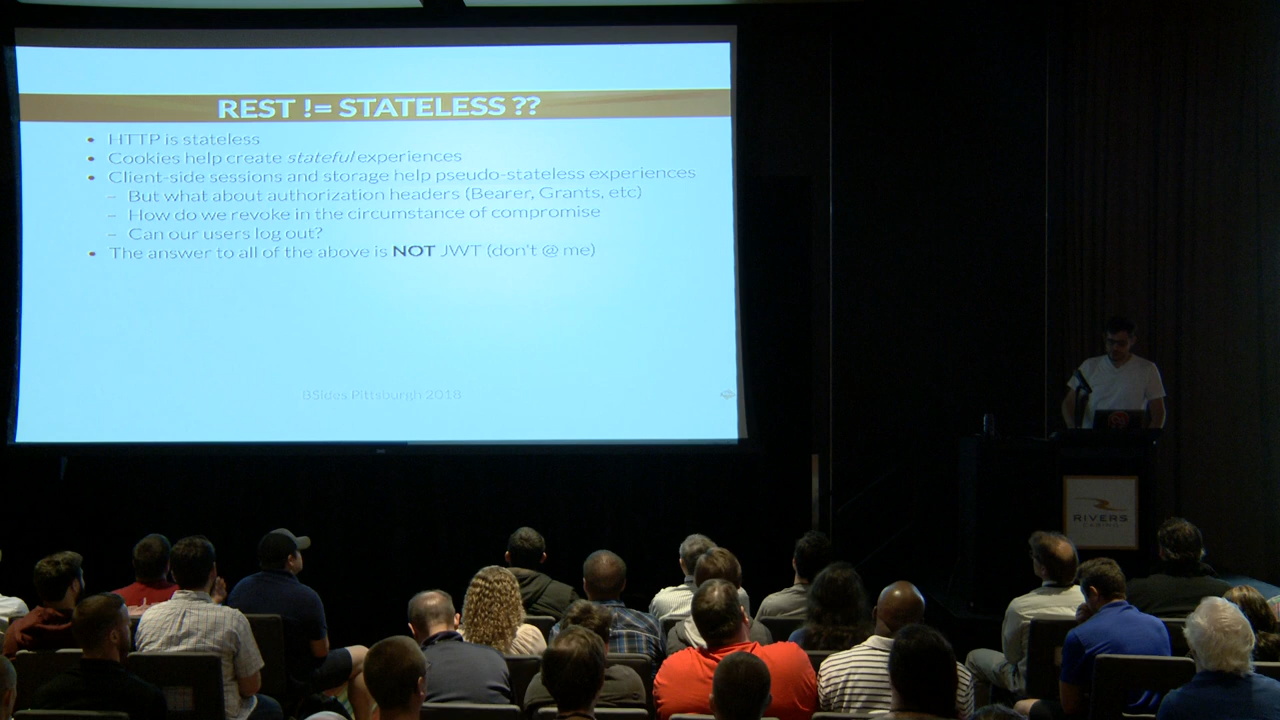 REST != STATELESS ??
• HTTP is stateless
• Cookies help create stateful experiences
• Client-side sessions and storage help pseudo-stateless experiences
– But what about authorization headers (Bearer, Grants, etc)
– How do we revoke in the circumstance of compromise
– Can our users log out?
• The answer to all of the above is NOT JWT (don't @ me)
BSides Pittsburgh 2018
RIVERS
CASINO